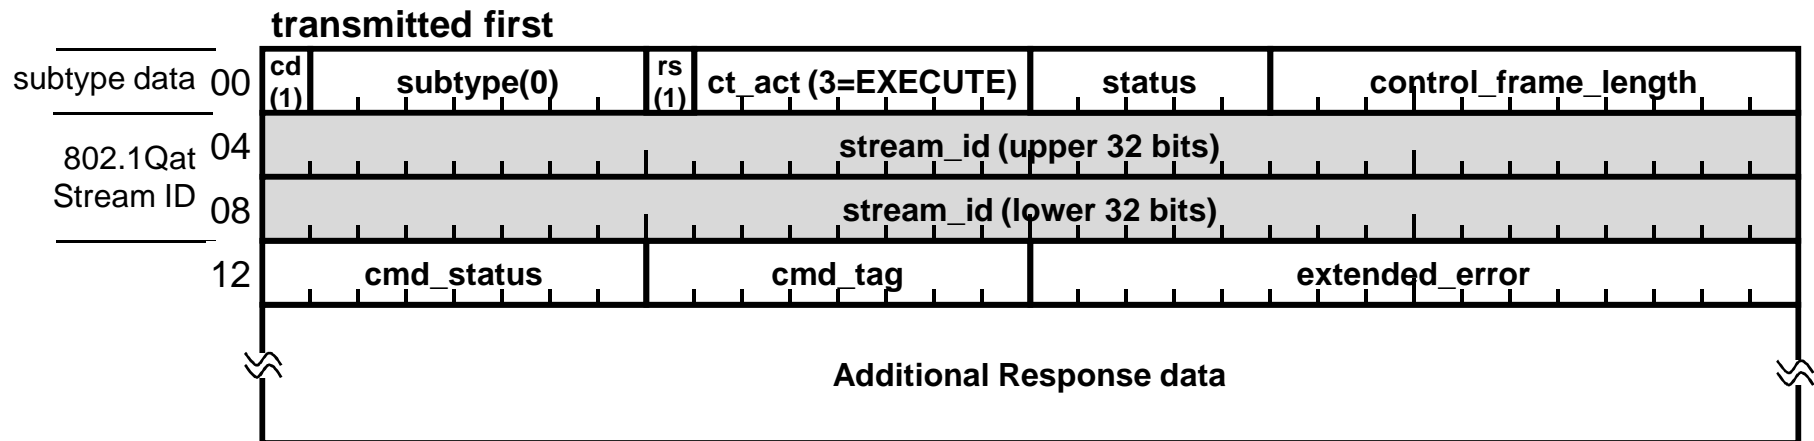 transmitted first
subtype data 00 cd (1) subtype(0) rs (1) ct_act (3=EXECUTE) status control_frame_length
802.1Qat Stream ID
04 stream_id (upper 32 bits)
08 stream_id (lower 32 bits)
12 cmd_status cmd_tag extended_error
Additional Response data